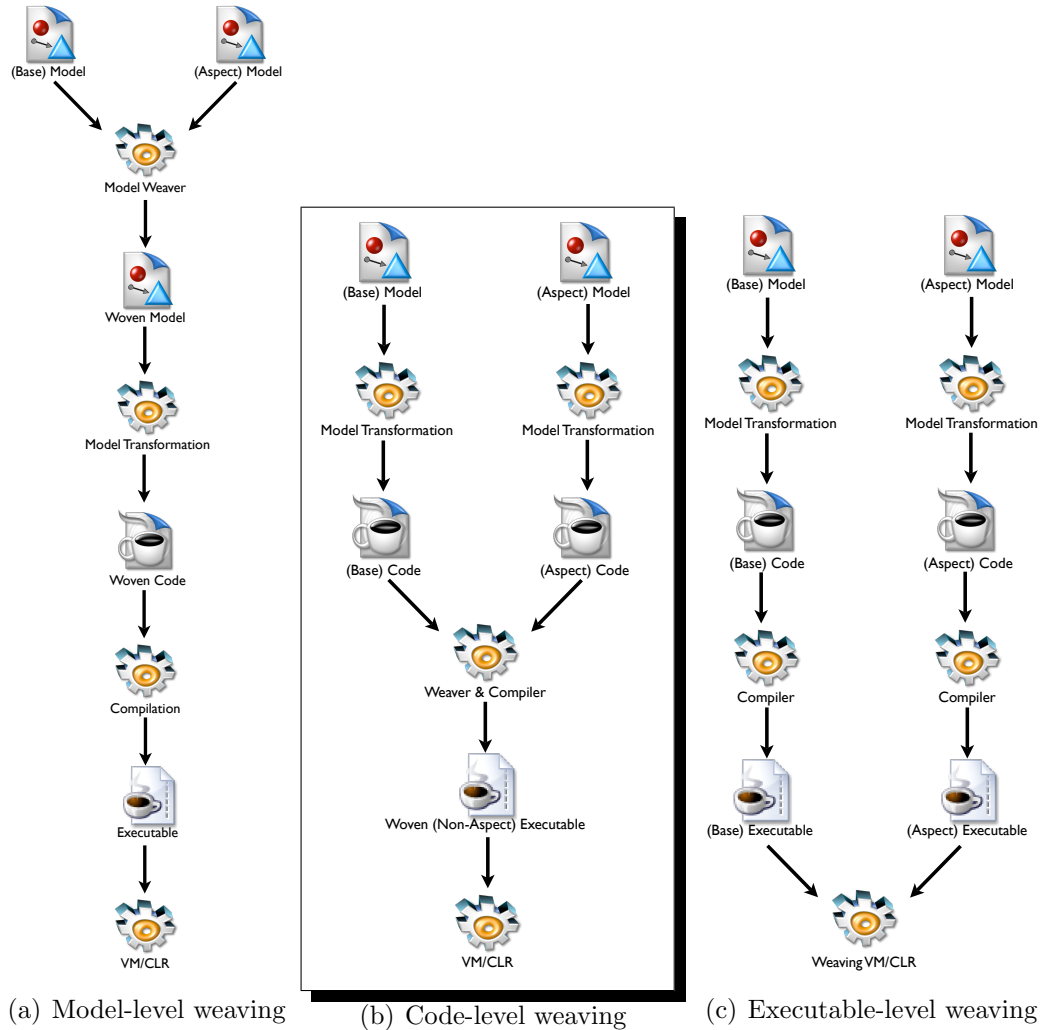 (Base) Model
(Aspect) Model
Model Weaver
Woven Model
Model Transformation
Woven Code
Compilation
Executable
VM/CLR
(a) Model-level weaving
(Base) Model
(Aspect) Model
Model Transformation
Model Transformation
(Base) Code
(Aspect) Code
Weaver & Compiler
Woven (Non-Aspect) Executable
VM/CLR
(b) Code-level weaving
(Base) Model
(Aspect) Model
Model Transformation
Model Transformation
(Base) Code
(Aspect) Code
Compiler
Compiler
(Base) Executable
(Aspect) Executable
Weaving VM/CLR
(c) Executable-level weaving